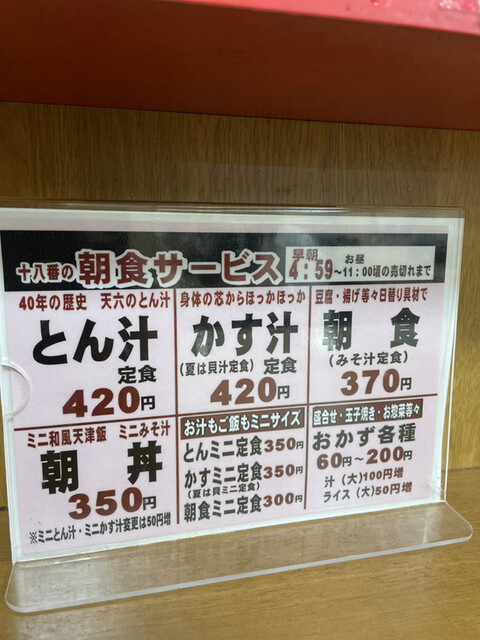 十八番の朝食サービス 早朝 4:59～お昼 11:00頃の売切れまで
40年の歴史 天六のとん汁
とん汁
定食
420円
身体の芯からほっかほっか
かす汁
(夏は貝汁定食) 定食
420円
豆腐・揚げ等々日替り具材で
朝食
(みそ汁定食)
370円
ミニ和風天津飯 ミニみそ汁
朝丼
350円
※ミニとん汁・ミニかす汁変更は50円増
お汁もご飯もミニサイズ
とんミニ定食350円
かすミニ定食350円
(夏は貝ミニ定食)
朝食ミニ定食300円
盛合せ・玉子焼き・お惣菜等々
おかず各種
60円～200円
汁(大)100円増
ライス(大)50円増